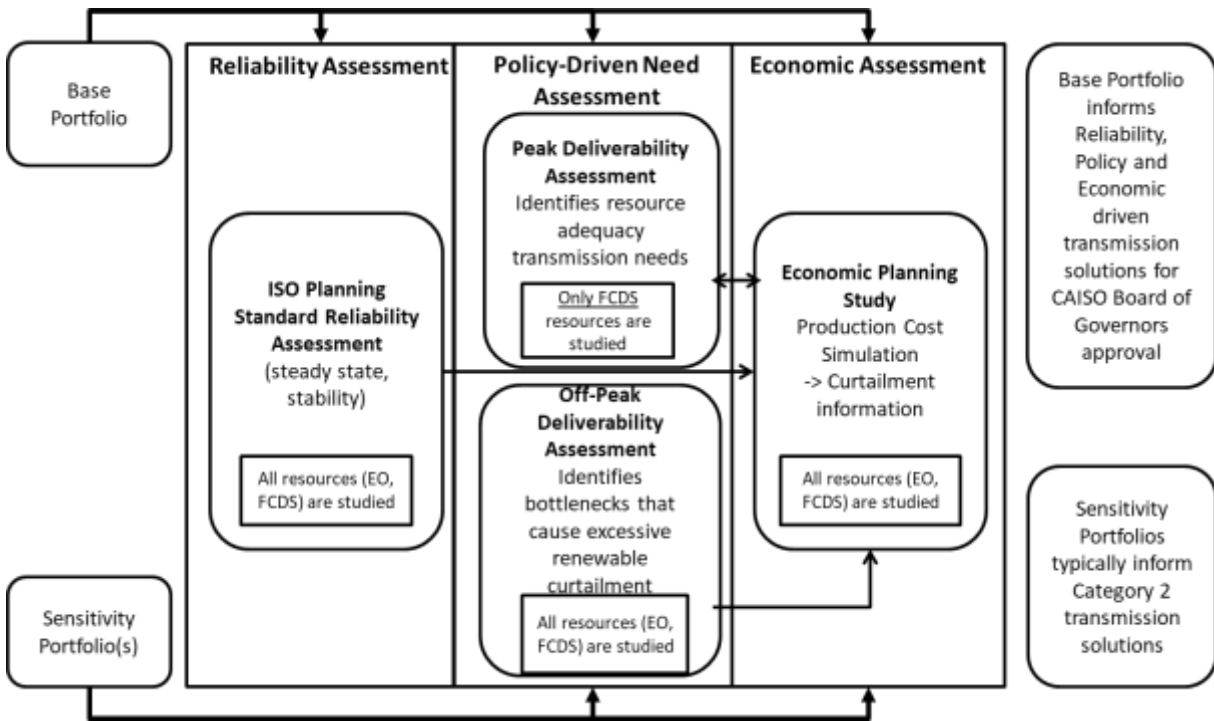 Base
Portfolio
Sensitivity
Portfolio(s)
Reliability Assessment
ISO Planning
Standard Reliability
Assessment
(steady state,
stability)
All resources (EO,
FCDS) are studied
Policy-Driven Need
Assessment
Peak Deliverability
Assessment
Identifies resource
adequacy
transmission needs
Only FCDS
resources are
studied
Off-Peak
Deliverability
Assessment
Identifies
bottlenecks that
cause excessive
renewable
curtailment
All resources (EO,
FCDS) are studied
Economic Assessment
Economic Planning
Study
Production Cost
Simulation
-> Curtailment
information
All resources (EO,
FCDS) are studied
Base Portfolio
informs
Reliability,
Policy and
Economic
driven
transmission
solutions for
CAISO Board of
Governors
approval
Sensitivity
Portfolios
typically inform
Category 2
transmission
solutions